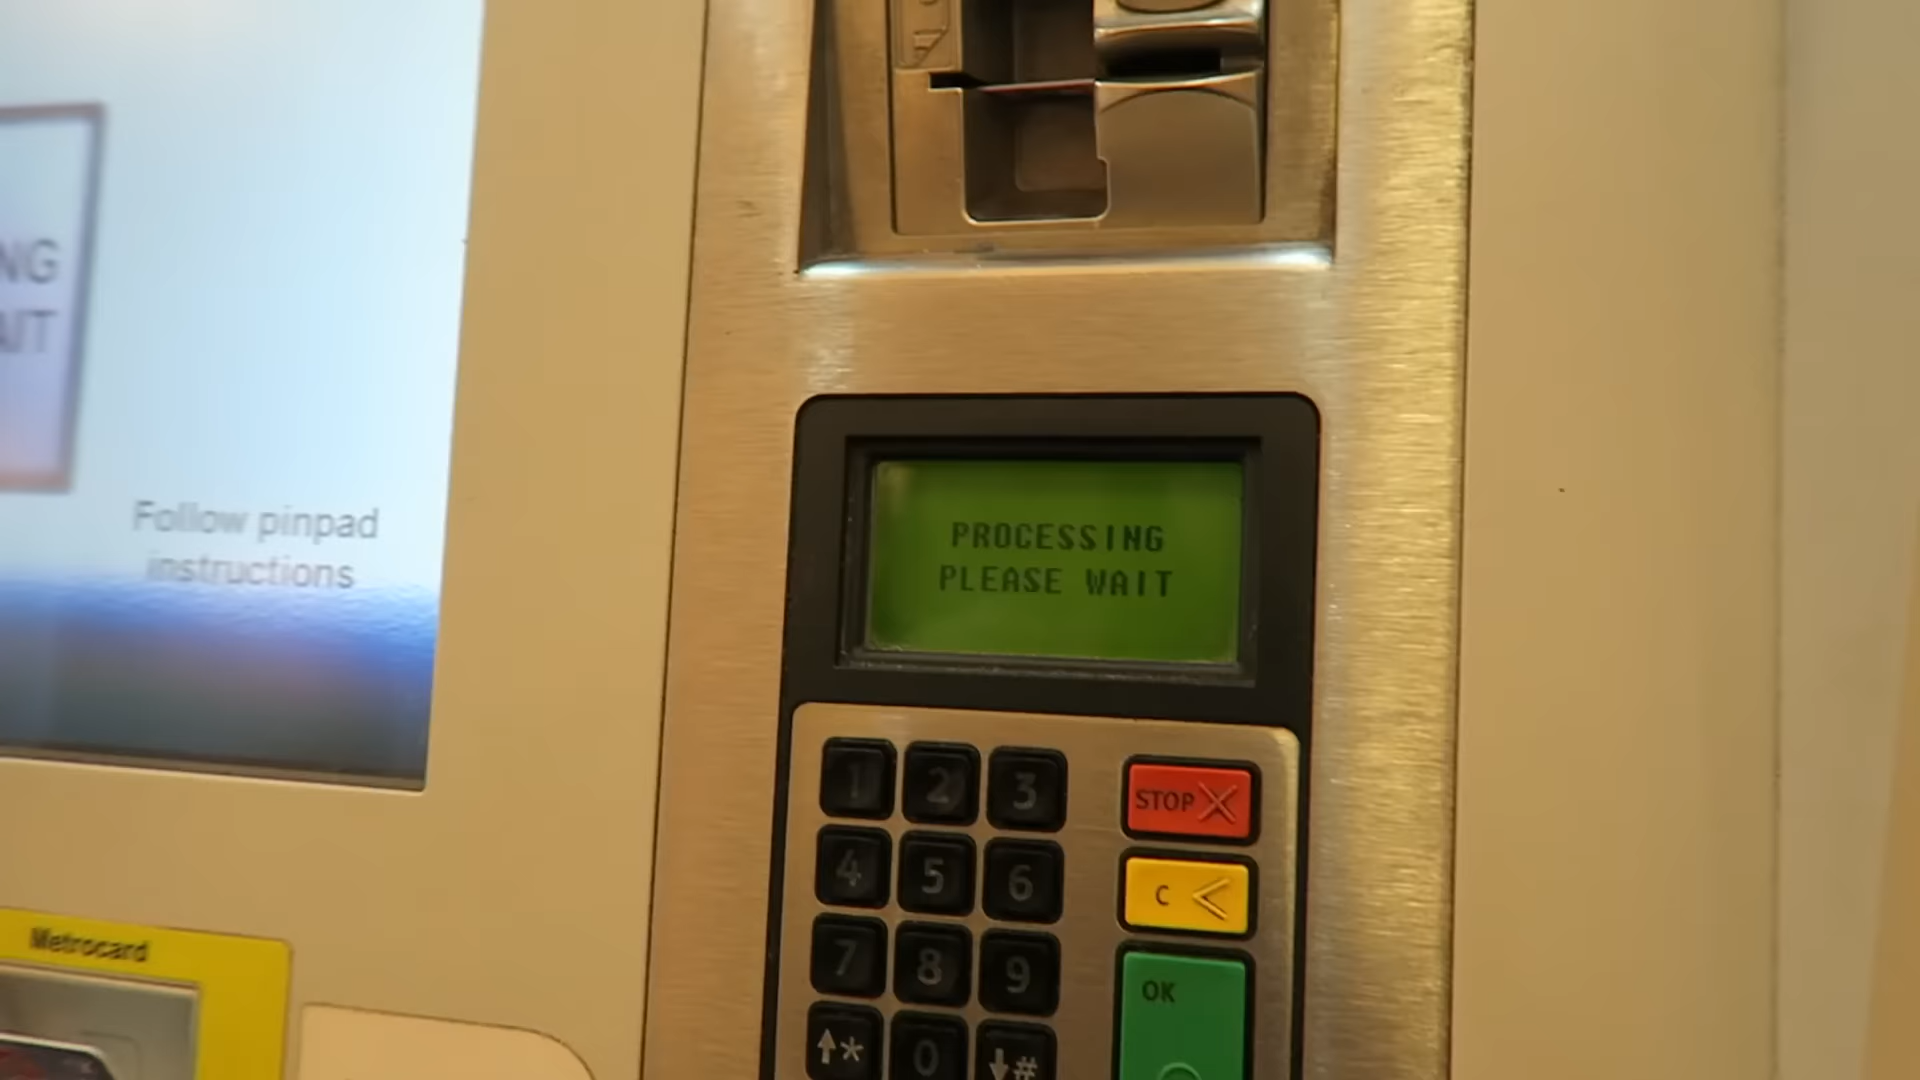 Follow pinpad
instructions
PROCESSING
PLEASE WAIT
1 2 3
STOP
4 5 6
C
7 8 9
OK
* 0 #
Metrocard